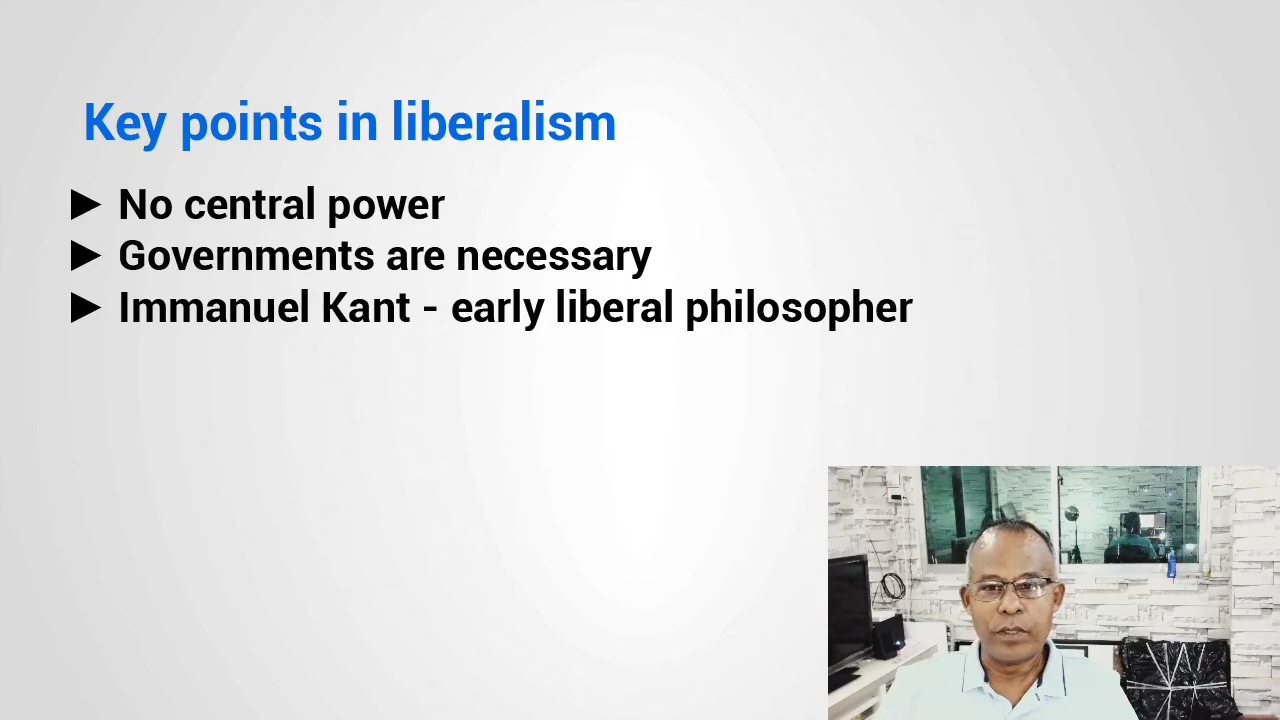 Key points in liberalism
► No central power
► Governments are necessary
► Immanuel Kant - early liberal philosopher